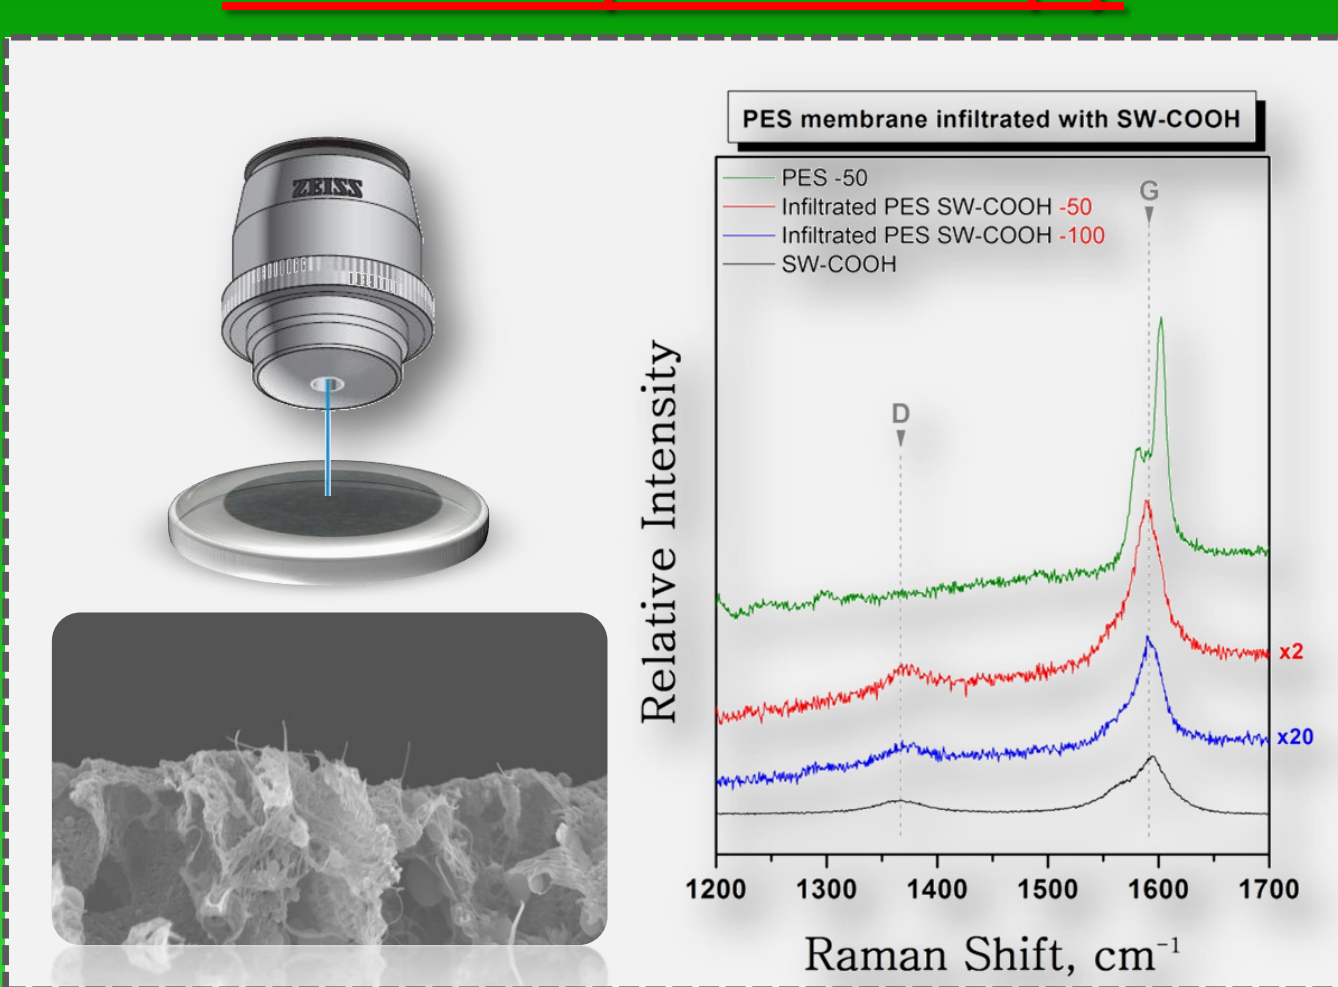 ZEISS
PES membrane infiltrated with SW-COOH
PES -50
Infiltrated PES SW-COOH -50
Infiltrated PES SW-COOH -100
SW-COOH
G
D
x2
x20
Relative Intensity
1200 1300 1400 1500 1600 1700
Raman Shift, cm⁻¹